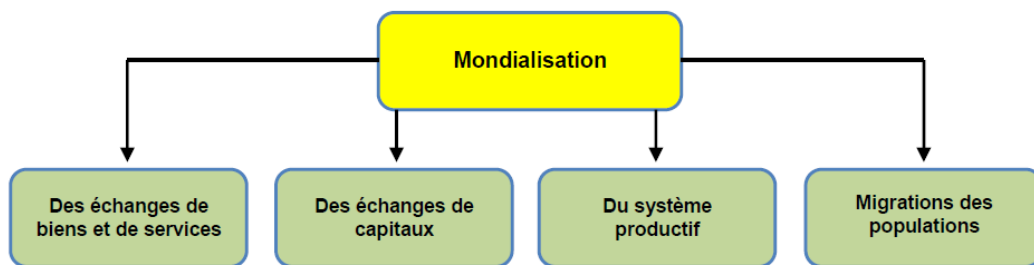 Mondialisation
Des échanges de
biens et de services
Des échanges de
capitaux
Du système
productif
Migrations des
populations